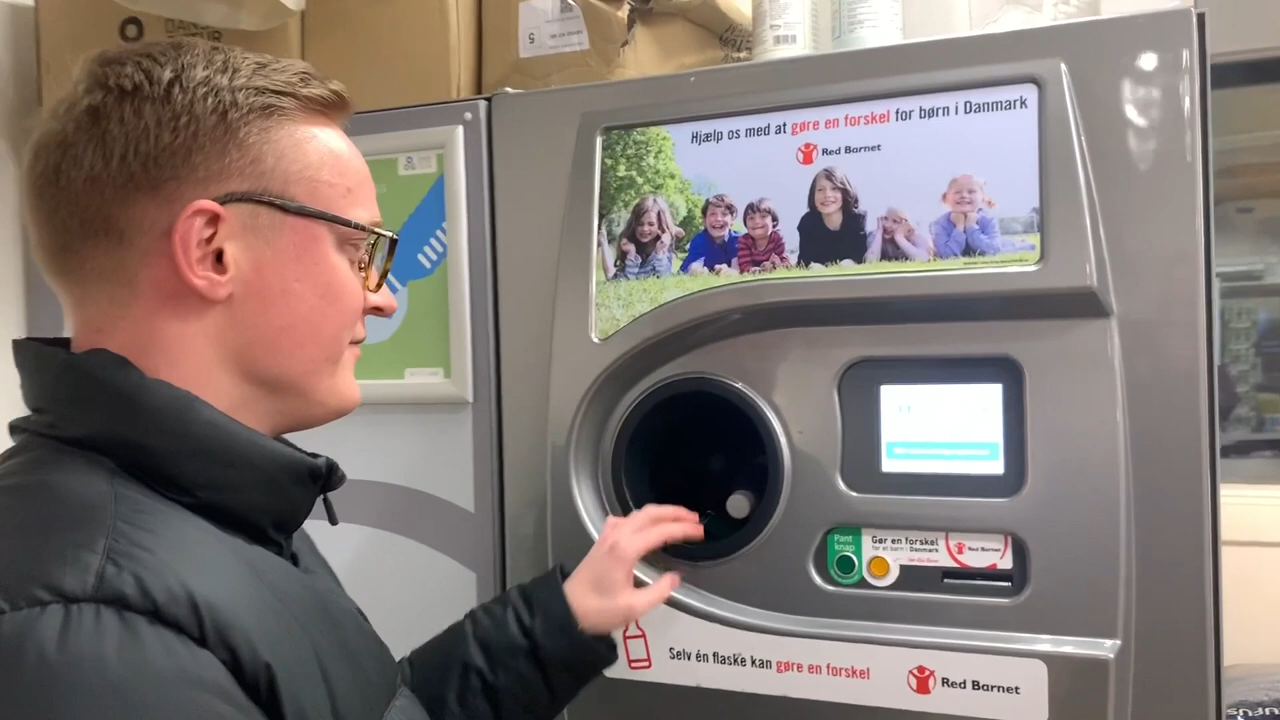 5
Hjælp os med at gøre en forskel for børn i Danmark
Red Barnet
Pant
knap
Gør en forskel
for et barn i Danmark
Red Barnet
Selv én flaske kan gøre en forskel
Red Barnet